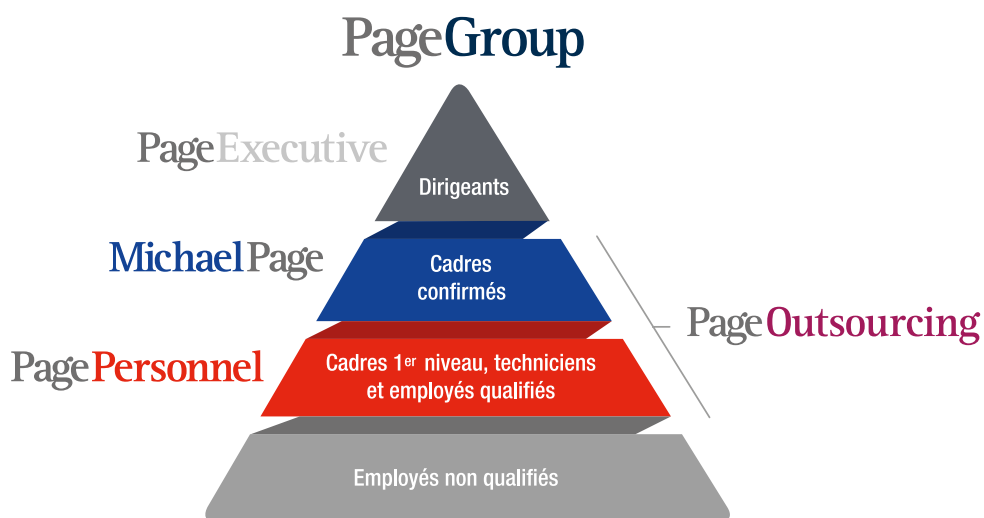 PageGroup
PageExecutive
Dirigeants
MichaelPage
Cadres
confirmés
PageOutsourcing
PagePersonnel
Cadres 1er niveau, techniciens
et employés qualifiés
Employés non qualifiés